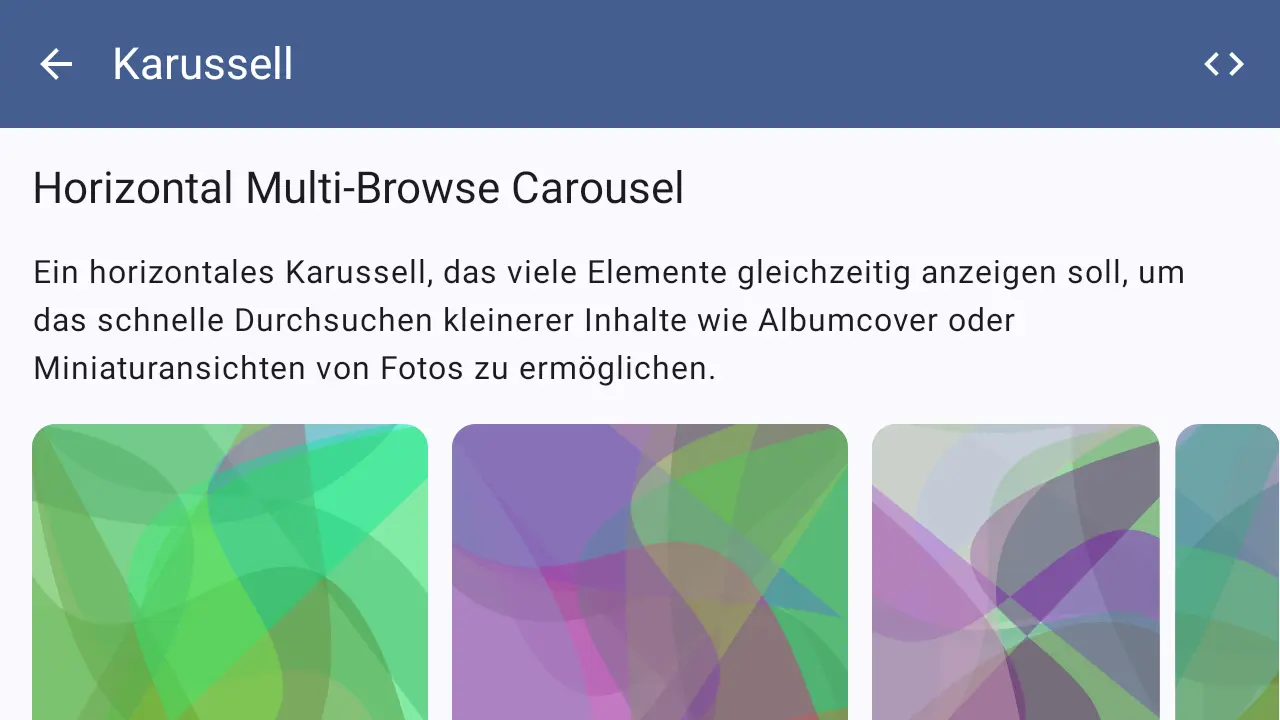 Karussell
Horizontal Multi-Browse Carousel
Ein horizontales Karussell, das viele Elemente gleichzeitig anzeigen soll, um
das schnelle Durchsuchen kleinerer Inhalte wie Albumcover oder
Miniaturansichten von Fotos zu ermöglichen.